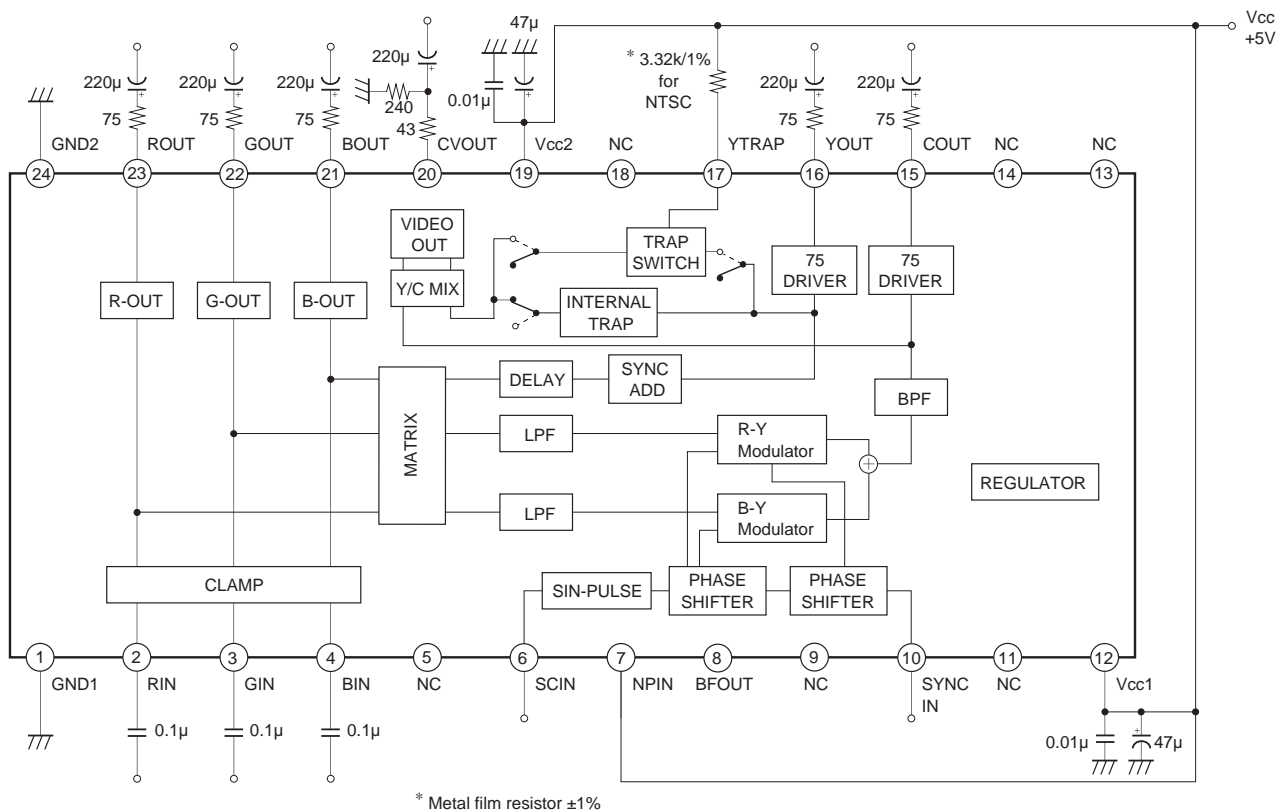 47µ
Vcc
+5V
220µ
220µ
220µ
220µ
0.01µ
* 3.32k/1%
for
NTSC
220µ
220µ
75
75
75
240
43
75
75
GND2
ROUT
GOUT
BOUT
CVOUT
Vcc2
NC
YTRAP
YOUT
COUT
NC
NC
24
23
22
21
20
19
18
17
16
15
14
13
VIDEO
OUT
TRAP
SWITCH
75
DRIVER
75
DRIVER
R-OUT
G-OUT
B-OUT
Y/C MIX
INTERNAL
TRAP
MATRIX
DELAY
SYNC
ADD
BPF
LPF
R-Y
Modulator
REGULATOR
LPF
B-Y
Modulator
CLAMP
SIN-PULSE
PHASE
SHIFTER
PHASE
SHIFTER
1
2
3
4
5
6
7
8
9
10
11
12
GND1
RIN
GIN
BIN
NC
SCIN
NPIN
BFOUT
NC
SYNC
IN
NC
Vcc1
0.1µ
0.1µ
0.1µ
0.01µ
47µ
* Metal film resistor ±1%